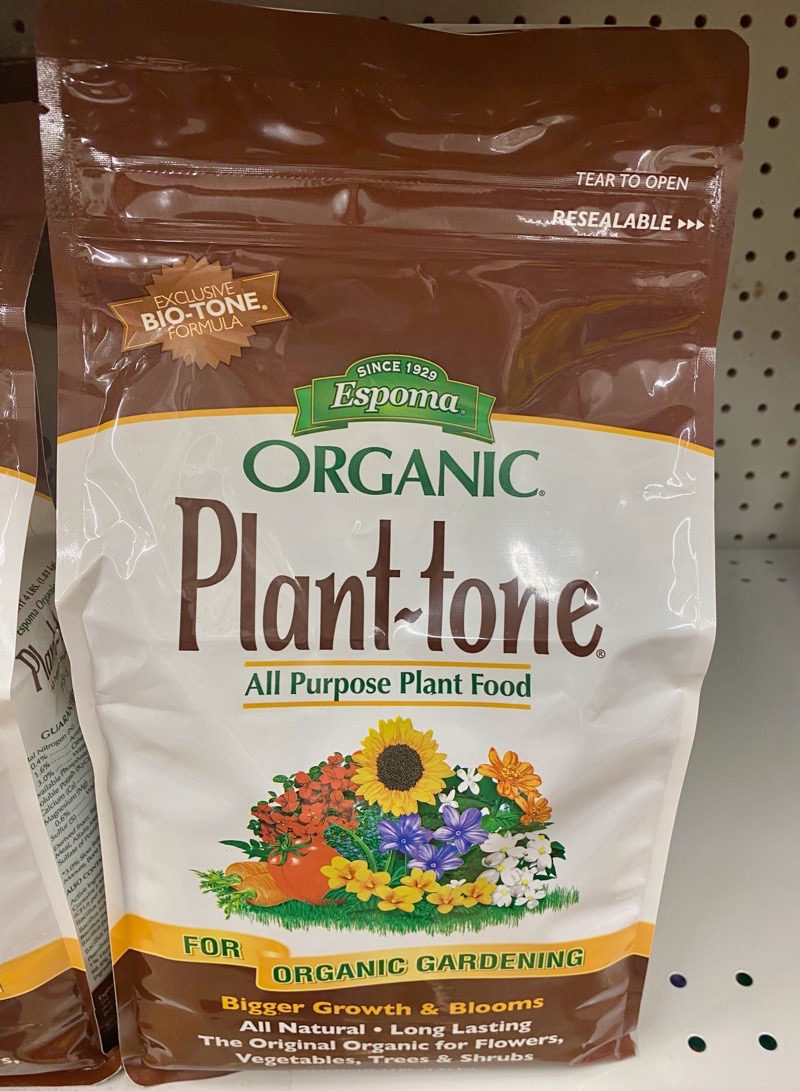 TEAR TO OPEN
RESEALABLE
EXCLUSIVE
BIO-TONE®
FORMULA
SINCE 1929
Espoma®
ORGANIC®
Plant-tone®
All Purpose Plant Food
FOR
ORGANIC GARDENING
Bigger Growth & Blooms
All Natural • Long Lasting
The Original Organic for Flowers,
Vegetables, Trees & Shrubs